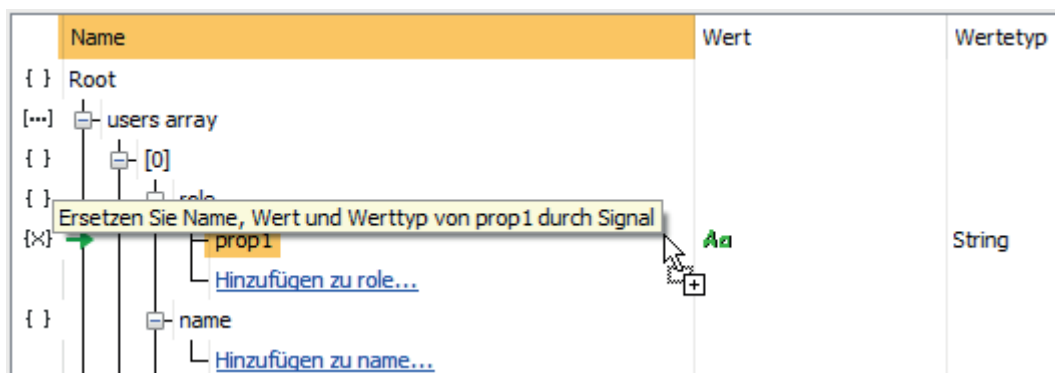 Name Wert Wertetyp
{ } Root
[...] users array
{ } [0]
{ } role
Ersetzen Sie Name, Wert und Werttyp von prop1 durch Signal
{x} prop1 Aa String
Hinzufügen zu role...
{ } name
Hinzufügen zu name...